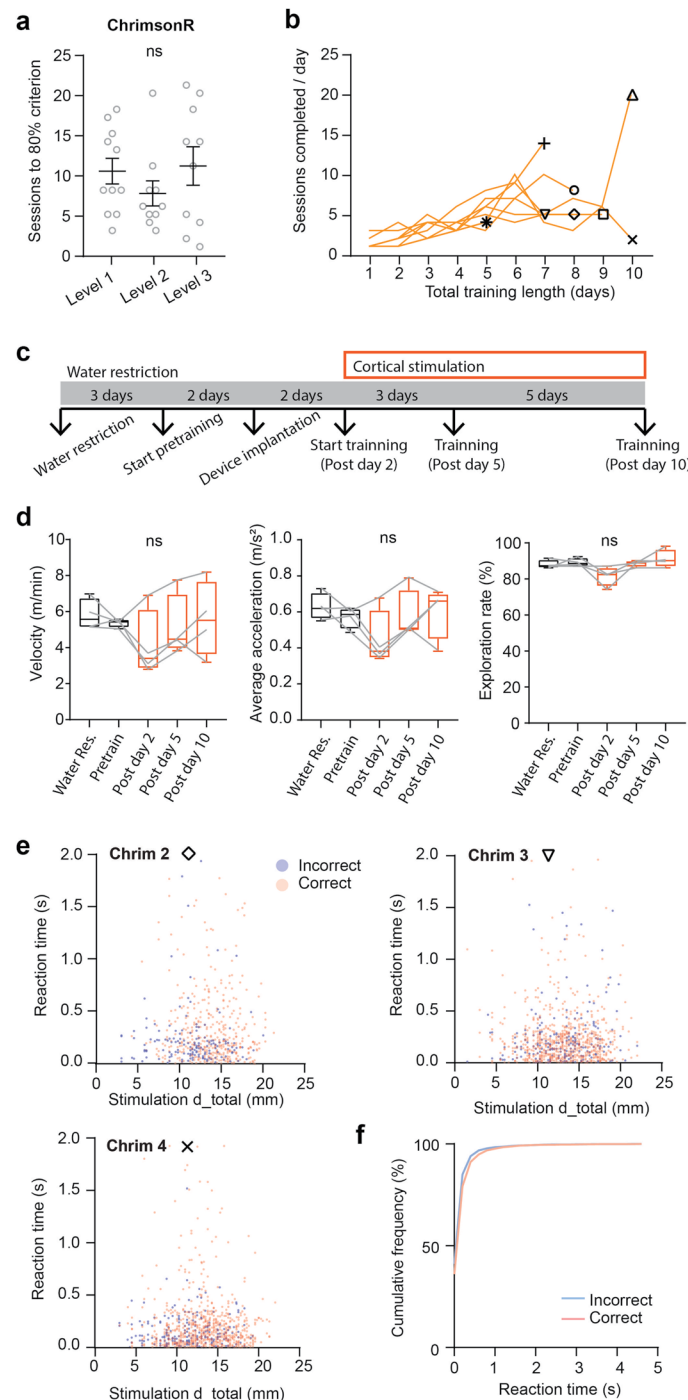 a
ChrimsonR
ns
Sessions to 80% criterion
25
20
15
10
5
0
Level 1
Level 2
Level 3
b
Sessions completed / day
25
20
15
10
5
0
1 2 3 4 5 6 7 8 9 10
Total training length (days)
c
Water restriction
Cortical stimulation
3 days 2 days 2 days 3 days 5 days
Water restriction
Start pretraining
Device implantation
Start trainning
(Post day 2)
Trainning
(Post day 5)
Trainning
(Post day 10)
d
ns
Velocity (m/min)
10
8
6
4
2
0
Water Res.
Pretrain
Post day 2
Post day 5
Post day 10
ns
Average acceleration (m/s²)
1.0
0.8
0.6
0.4
0.2
0.0
Water Res.
Pretrain
Post day 2
Post day 5
Post day 10
ns
Exploration rate (%)
100
80
60
40
20
0
Water Res.
Pretrain
Post day 2
Post day 5
Post day 10
e
Chrim 2
Incorrect
Correct
Reaction time (s)
2.0
1.5
1.0
0.5
0.0
0 5 10 15 20 25
Stimulation d_total (mm)
Chrim 3
Reaction time (s)
2.0
1.5
1.0
0.5
0.0
0 5 10 15 20 25
Stimulation d_total (mm)
Chrim 4
Reaction time (s)
2.0
1.5
1.0
0.5
0.0
0 5 10 15 20 25
Stimulation d_total (mm)
f
Cumulative frequency (%)
100
50
0
Incorrect
Correct
0 1 2 3 4 5
Reaction time (s)